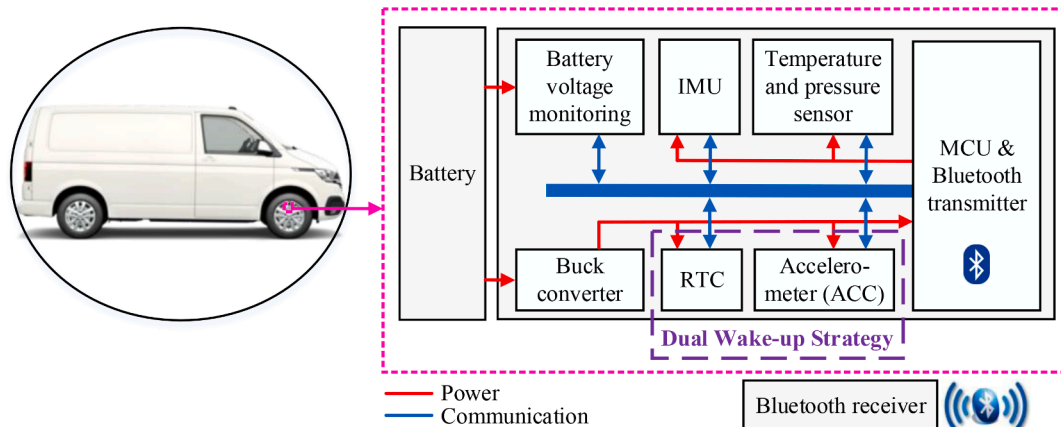 Battery
Battery
voltage
monitoring
IMU
Temperature
and pressure
sensor
MCU &
Bluetooth
transmitter
Buck
converter
RTC
Accelero-
meter (ACC)
Dual Wake-up Strategy
Power
Communication
Bluetooth receiver